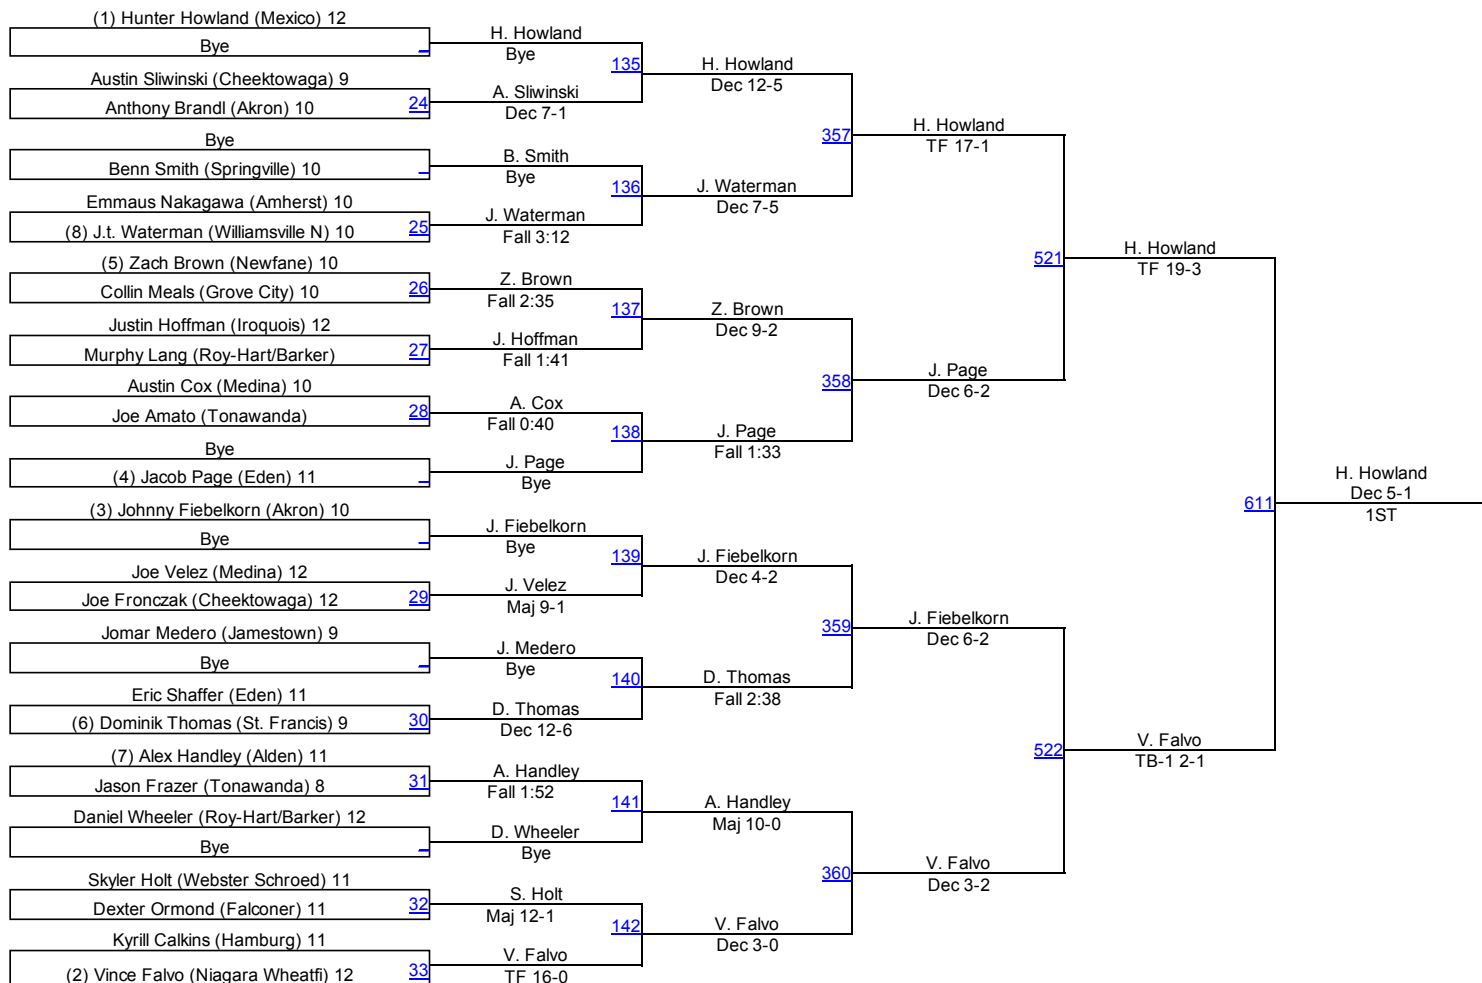 (1) Hunter Howland (Mexico) 12
Bye
Austin Sliwinski (Cheektowaga) 9
Anthony Brandl (Akron) 10
24
Bye
Benn Smith (Springville) 10
Emmaus Nakagawa (Amherst) 10
(8) J.t. Waterman (Williamsville N) 10
25
(5) Zach Brown (Newfane) 10
Collin Meals (Grove City) 10
26
Justin Hoffman (Iroquois) 12
Murphy Lang (Roy-Hart/Barker)
27
Austin Cox (Medina) 10
Joe Amato (Tonawanda)
28
Bye
(4) Jacob Page (Eden) 11
(3) Johnny Fiebelkorn (Akron) 10
Bye
Joe Velez (Medina) 12
Joe Fronczak (Cheektowaga) 12
29
Jomar Medero (Jamestown) 9
Bye
Eric Shaffer (Eden) 11
(6) Dominik Thomas (St. Francis) 9
30
(7) Alex Handley (Alden) 11
Jason Frazer (Tonawanda) 8
31
Daniel Wheeler (Roy-Hart/Barker) 12
Bye
Skyler Holt (Webster Schroed) 11
Dexter Ormond (Falconer) 11
32
Kyrill Calkins (Hamburg) 11
(2) Vince Falvo (Niagara Wheatfi) 12
33
H. Howland
Bye
135
A. Sliwinski
Dec 7-1
B. Smith
Bye
136
J. Waterman
Fall 3:12
Z. Brown
Fall 2:35
137
J. Hoffman
Fall 1:41
A. Cox
Fall 0:40
138
J. Page
Bye
J. Fiebelkorn
Bye
139
J. Velez
Maj 9-1
J. Medero
Bye
140
D. Thomas
Dec 12-6
A. Handley
Fall 1:52
141
D. Wheeler
Bye
S. Holt
Maj 12-1
142
V. Falvo
TF 16-0
H. Howland
Dec 12-5
357
J. Waterman
Dec 7-5
Z. Brown
Dec 9-2
358
J. Page
Fall 1:33
J. Fiebelkorn
Dec 4-2
359
D. Thomas
Fall 2:38
A. Handley
Maj 10-0
360
V. Falvo
Dec 3-0
H. Howland
TF 17-1
521
J. Page
Dec 6-2
J. Fiebelkorn
Dec 6-2
522
V. Falvo
Dec 3-2
H. Howland
TF 19-3
611
V. Falvo
TB-1 2-1
H. Howland
Dec 5-1
1ST